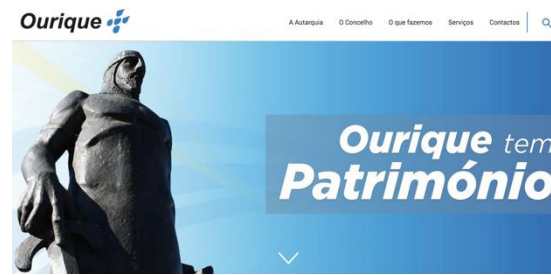 Ourique
A Autarquia O Concelho O que fazemos Serviços Contactos
Ourique tem
Património